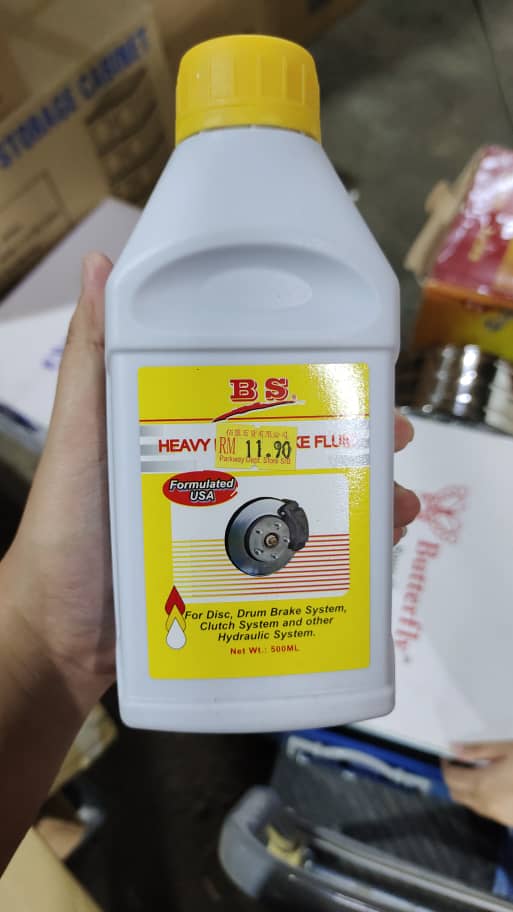 STORAGE CABINET
BS
HEAVY KE FLUID
RM 11.90
Parkway Dept. Store S/B
Formulated
USA
For Disc, Drum Brake System,
Clutch System and other
Hydraulic System.
Net Wt.: 500ML
Butterfly